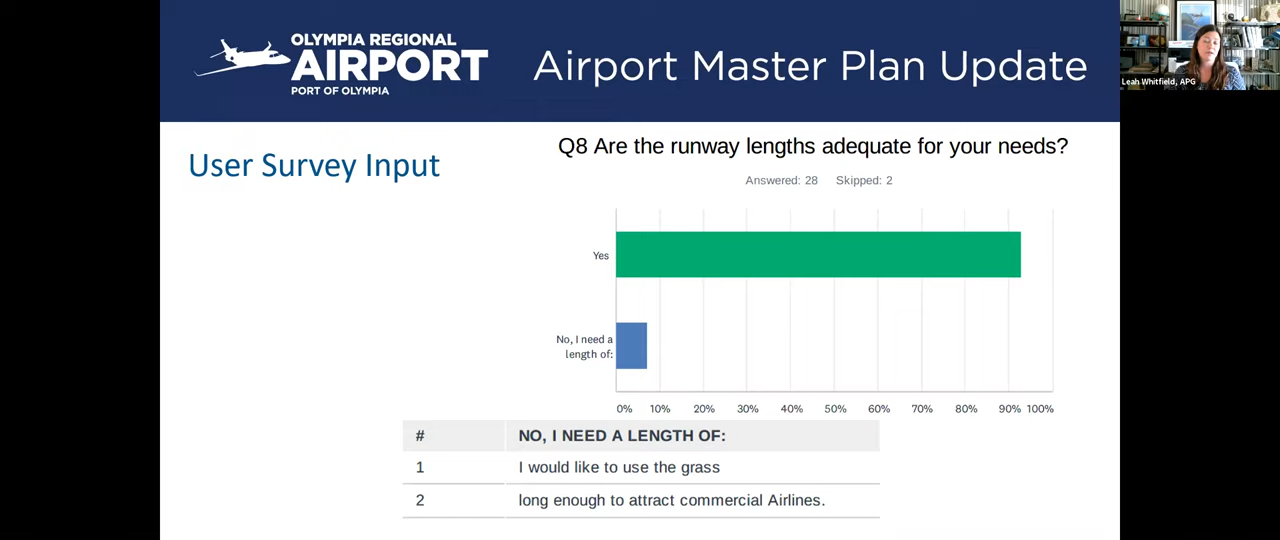 OLYMPIA REGIONAL
AIRPORT
PORT OF OLYMPIA
Airport Master Plan Update
Leah Whitfield, APG
User Survey Input
Q8 Are the runway lengths adequate for your needs?
Answered: 28 Skipped: 2
Yes
No, I need a
length of:
0% 10% 20% 30% 40% 50% 60% 70% 80% 90% 100%
# NO, I NEED A LENGTH OF:
1 I would like to use the grass
2 long enough to attract commercial Airlines.